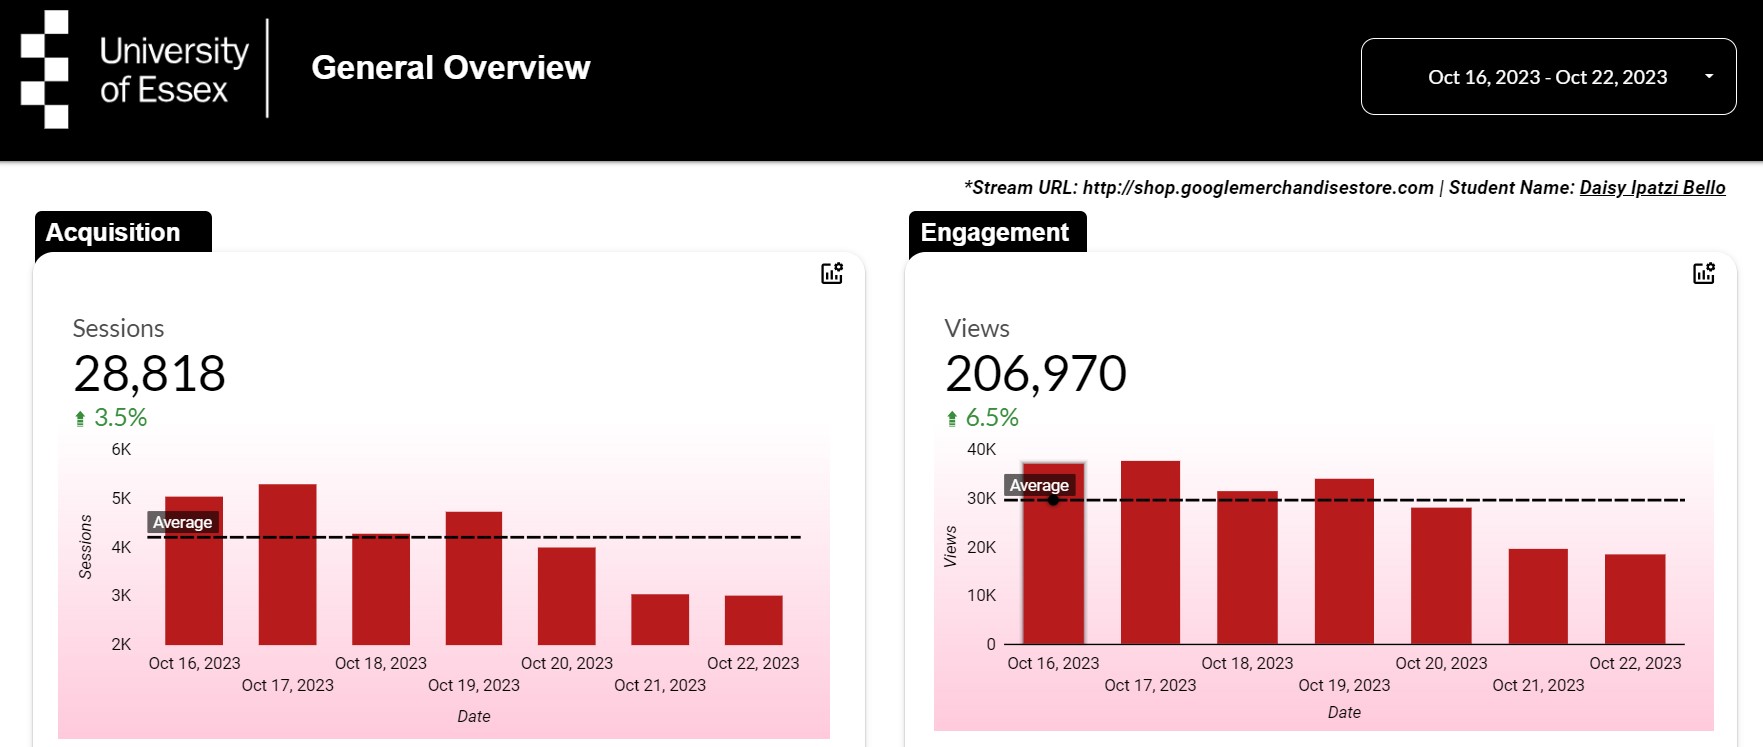 University
of Essex
General Overview
Oct 16, 2023 - Oct 22, 2023
*Stream URL: http://shop.googlemerchandisestore.com | Student Name: Daisy Ipatzi Bello
Acquisition
Sessions
28,818
3.5%
6K
5K
4K
3K
2K
Sessions
Average
Oct 16, 2023
Oct 17, 2023
Oct 18, 2023
Oct 19, 2023
Oct 20, 2023
Oct 21, 2023
Oct 22, 2023
Date
Engagement
Views
206,970
6.5%
40K
30K
20K
10K
0
Views
Average
Oct 16, 2023
Oct 17, 2023
Oct 18, 2023
Oct 19, 2023
Oct 20, 2023
Oct 21, 2023
Oct 22, 2023
Date